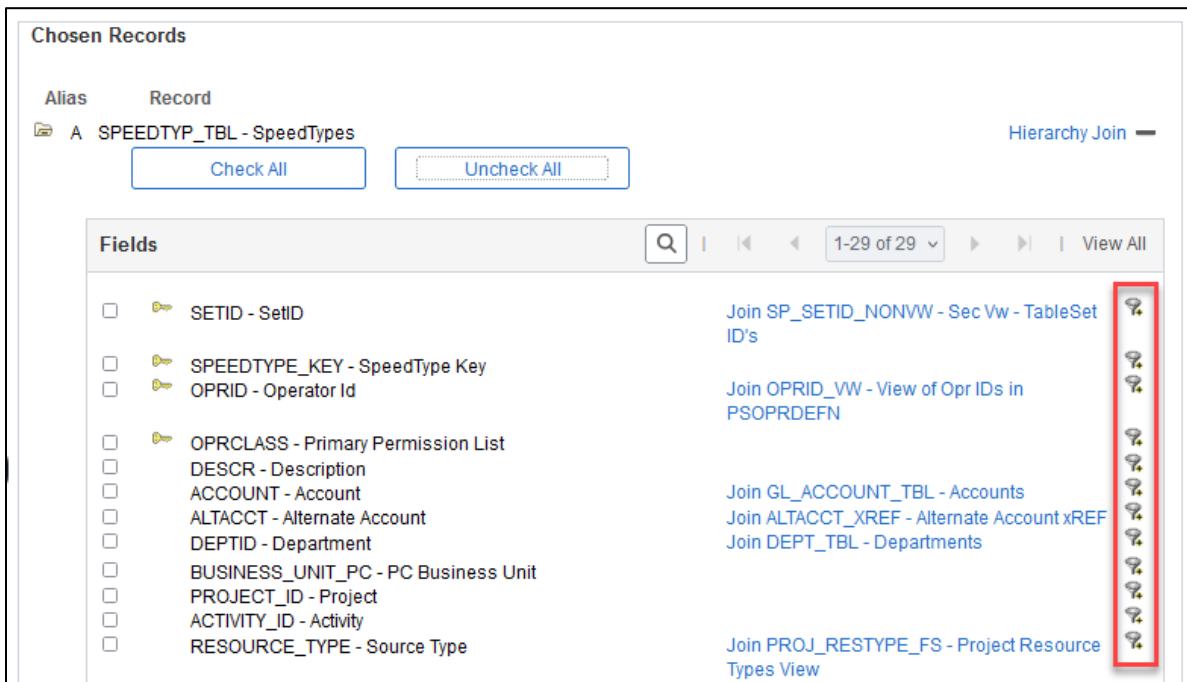 Chosen Records
Alias Record
A SPEEDTYP_TBL - SpeedTypes Hierarchy Join
Check All Uncheck All
Fields | 1-29 of 29 | View All
SETID - SetID Join SP_SETID_NONVW - Sec Vw - TableSet
ID's
SPEEDTYPE_KEY - SpeedType Key
OPRID - Operator Id Join OPRID_VW - View of Opr IDs in
PSOPRDEFN
OPRCLASS - Primary Permission List
DESCR - Description
ACCOUNT - Account Join GL_ACCOUNT_TBL - Accounts
ALTACCT - Alternate Account Join ALTACCT_XREF - Alternate Account xREF
DEPTID - Department Join DEPT_TBL - Departments
BUSINESS_UNIT_PC - PC Business Unit
PROJECT_ID - Project
ACTIVITY_ID - Activity
RESOURCE_TYPE - Source Type Join PROJ_RESTYPE_FS - Project Resource
Types View